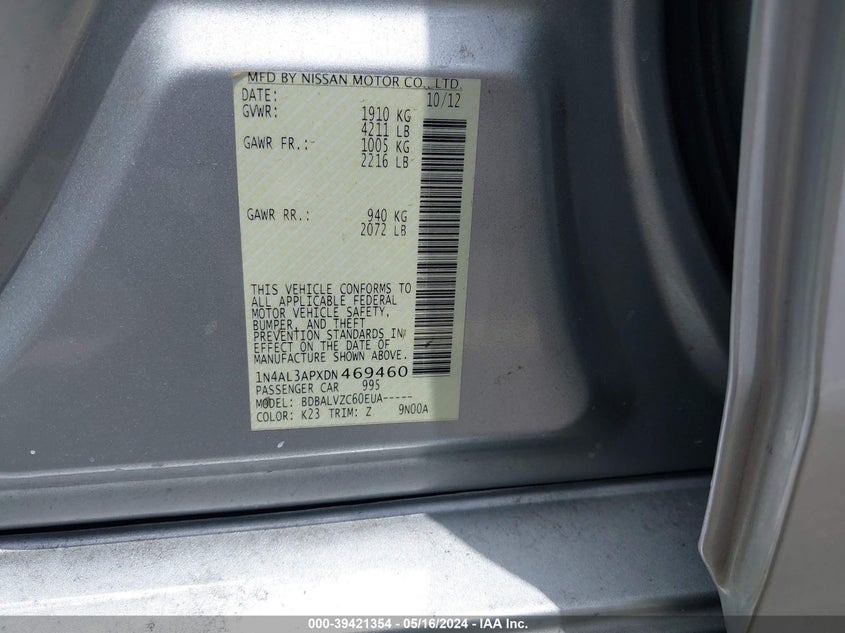 MFD BY NISSAN MOTOR CO., LTD.
DATE: 10/12
GVWR: 1910 KG
4211 LB
GAWR FR.: 1005 KG
2216 LB
GAWR RR.: 940 KG
2072 LB
THIS VEHICLE CONFORMS TO
ALL APPLICABLE FEDERAL
MOTOR VEHICLE SAFETY,
BUMPER, AND THEFT
PREVENTION STANDARDS IN
EFFECT ON THE DATE OF
MANUFACTURE SHOWN ABOVE.
1N4AL3APXDN469460
PASSENGER CAR 995
MODEL: BDBALVZC60EUA-----
COLOR: K23 TRIM: Z 9N00A
000-39421354 - 05/16/2024 - IAA Inc.